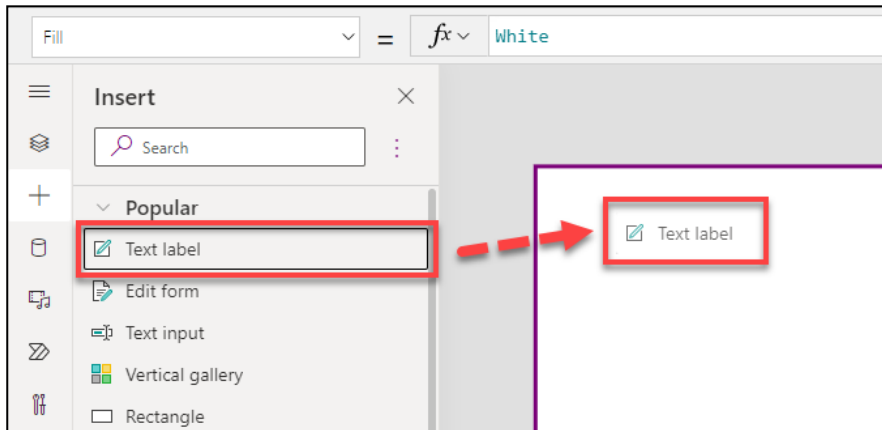 Fill
= fx White
Insert
Search
Popular
Text label
Edit form
Text input
Vertical gallery
Rectangle
Text label